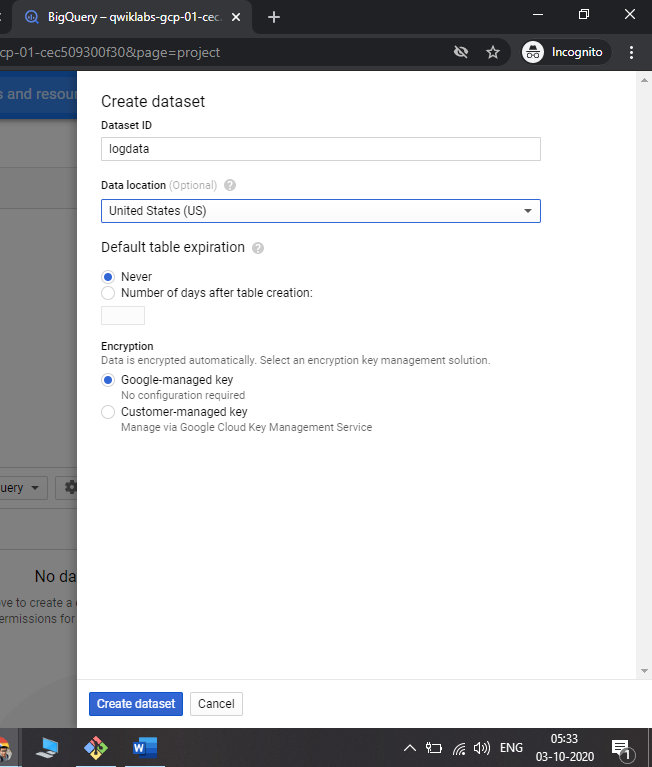 BigQuery – qwiklabs-gcp-01-cec
cp-01-cec509300f30&page=project
Incognito
s and resour
Create dataset
Dataset ID
logdata
Data location (Optional) ?
United States (US)
Default table expiration ?
Never
Number of days after table creation:
Encryption
Data is encrypted automatically. Select an encryption key management solution.
Google-managed key
No configuration required
Customer-managed key
Manage via Google Cloud Key Management Service
uery
No da
ve to create a
ermissions for
Create dataset
Cancel
W
ENG
05:33
03-10-2020
1